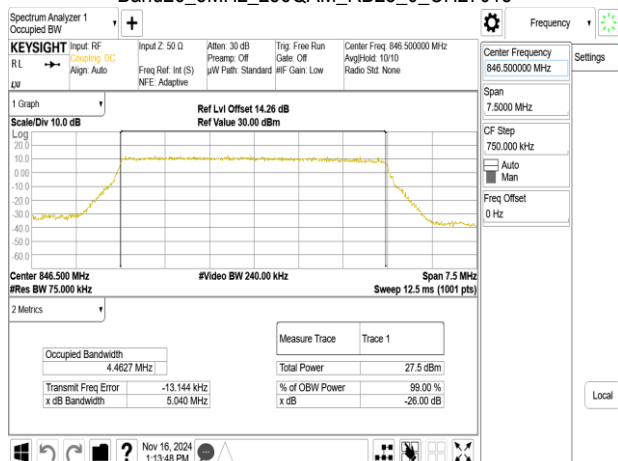 Spectrum Analyzer 1
Occupied BW
KEYSIGHT
RL
Input: RF
Coupling: DC
Align: Auto
Input Z: 50 Ω
Freq Ref: Int (S)
NFE: Adaptive
Atten: 30 dB
Preamp: Off
µW Path: Standard
Trig: Free Run
Gate: Off
#IF Gain: Low
Center Freq: 846.500000 MHz
Avg|Hold: 10/10
Radio Std: None
1 Graph
Scale/Div 10.0 dB
Ref Lvl Offset 14.26 dB
Ref Value 30.00 dBm
Log
20.0
10.0
0.00
-10.0
-20.0
-30.0
-40.0
-50.0
-60.0
Center 846.500 MHz
#Res BW 75.000 kHz
#Video BW 240.00 kHz
Span 7.5 MHz
Sweep 12.5 ms (1001 pts)
2 Metrics
Occupied Bandwidth
4.4627 MHz
Transmit Freq Error -13.144 kHz
x dB Bandwidth 5.040 MHz
Measure Trace Trace 1
Total Power 27.5 dBm
% of OBW Power 99.00 %
x dB -26.00 dB
Nov 16, 2024
1:13:48 PM
Frequency
Center Frequency
846.500000 MHz
Span
7.5000 MHz
CF Step
750.000 kHz
Auto
Man
Freq Offset
0 Hz
Settings
Local